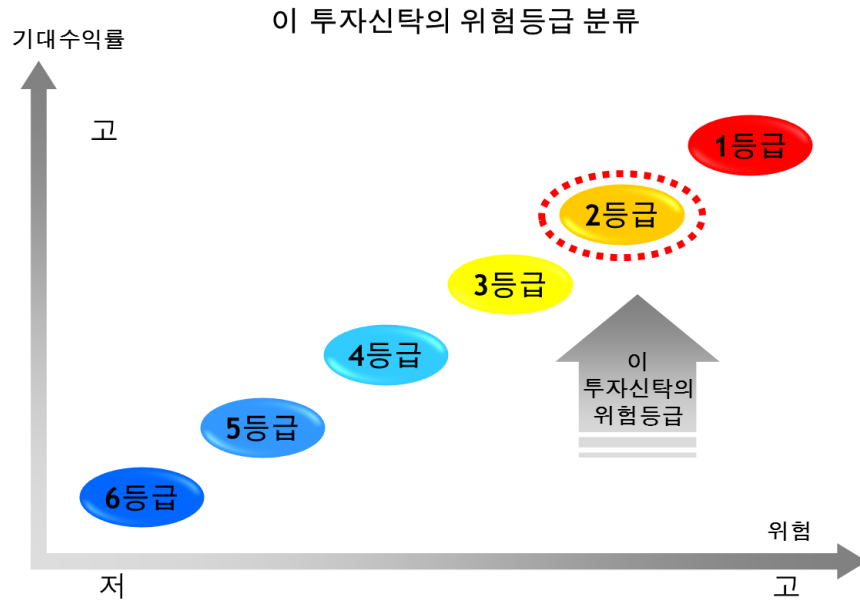 이 투자신탁의 위험등급 분류
기대수익률
고
1등급
2등급
3등급
4등급
이
투자신탁의
위험등급
5등급
6등급
위험
저
고